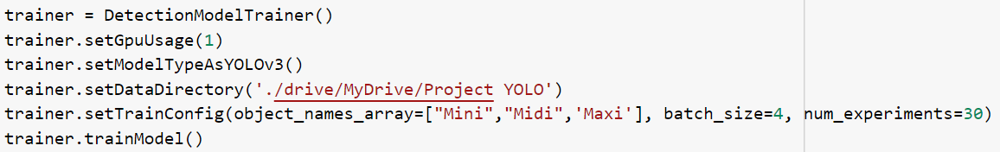 trainer = DetectionModelTrainer()
trainer.setGpuUsage(1)
trainer.setModelTypeAsYOLOv3()
trainer.setDataDirectory('./drive/MyDrive/Project YOLO')
trainer.setTrainConfig(object_names_array=["Mini","Midi",'Maxi'], batch_size=4, num_experiments=30)
trainer.trainModel()